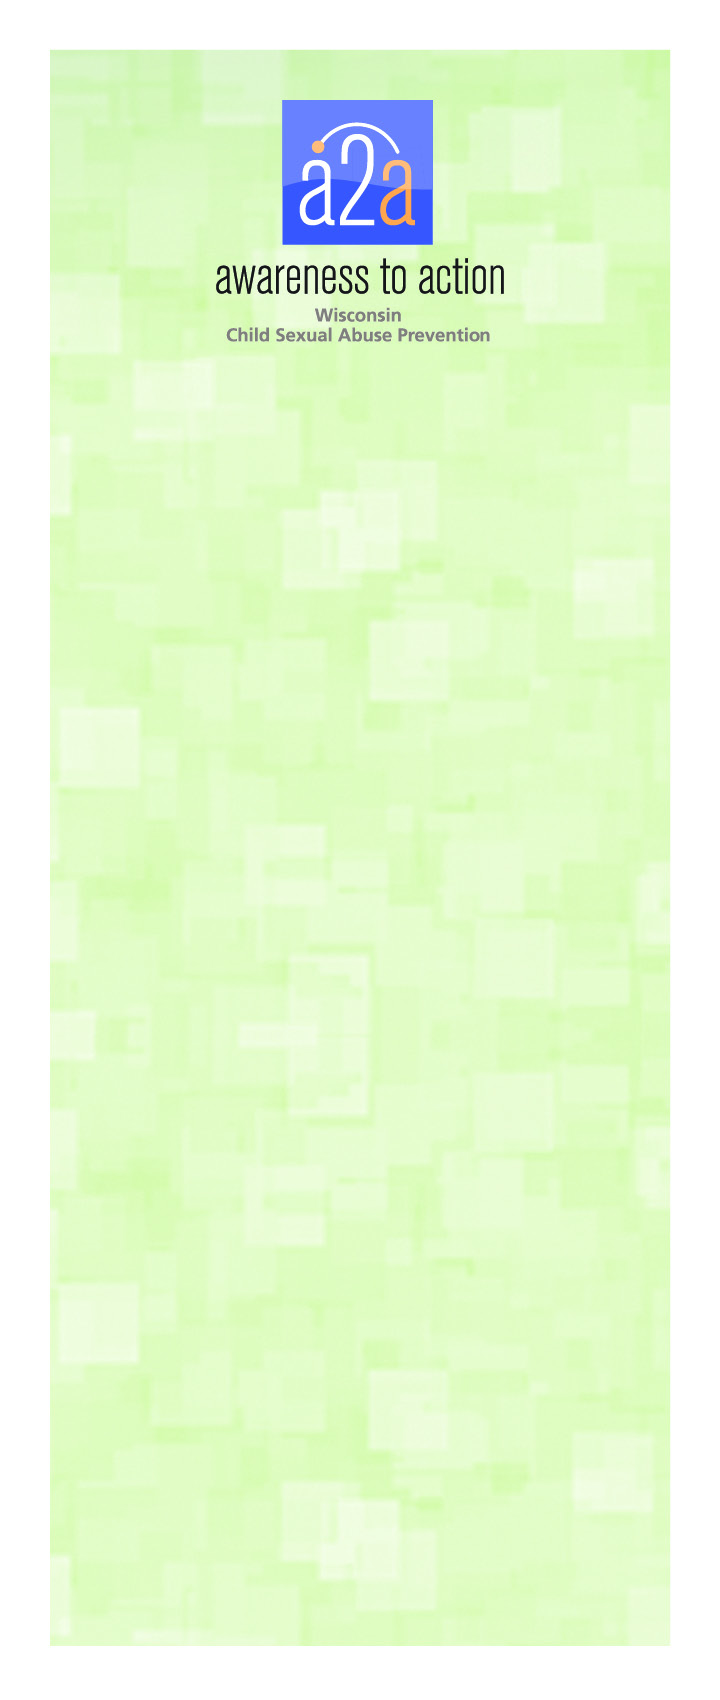 a2a
awareness to action
Wisconsin
Child Sexual Abuse Prevention